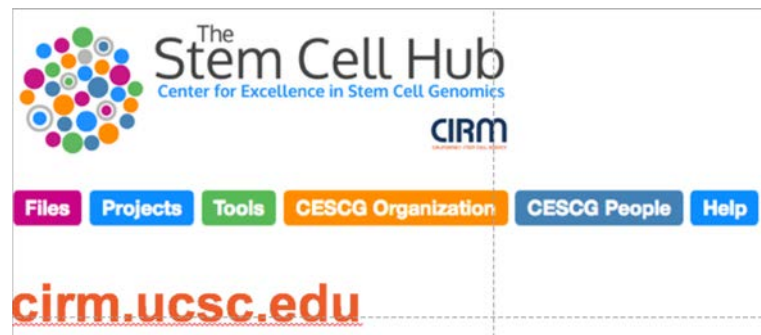 The
Stem Cell Hub
Center for Excellence in Stem Cell Genomics
CIRM
Files Projects Tools CESCG Organization CESCG People Help
cirm.ucsc.edu